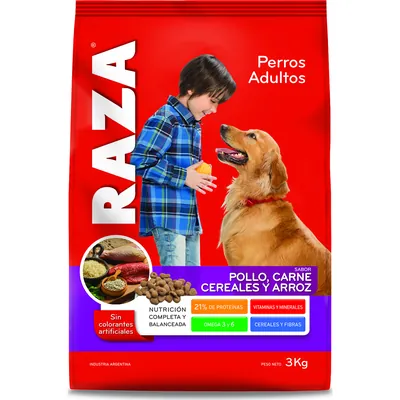 RAZA
®
Perros
Adultos
SABOR
POLLO, CARNE
CEREALES Y ARROZ
NUTRICIÓN
COMPLETA Y
BALANCEADA
21% DE PROTEINAS
VITAMINAS Y MINERALES
OMEGA 3 y 6
CEREALES Y FIBRAS
Sin
colorantes
artificiales
INDUSTRIA ARGENTINA
PESO NETO 3Kg